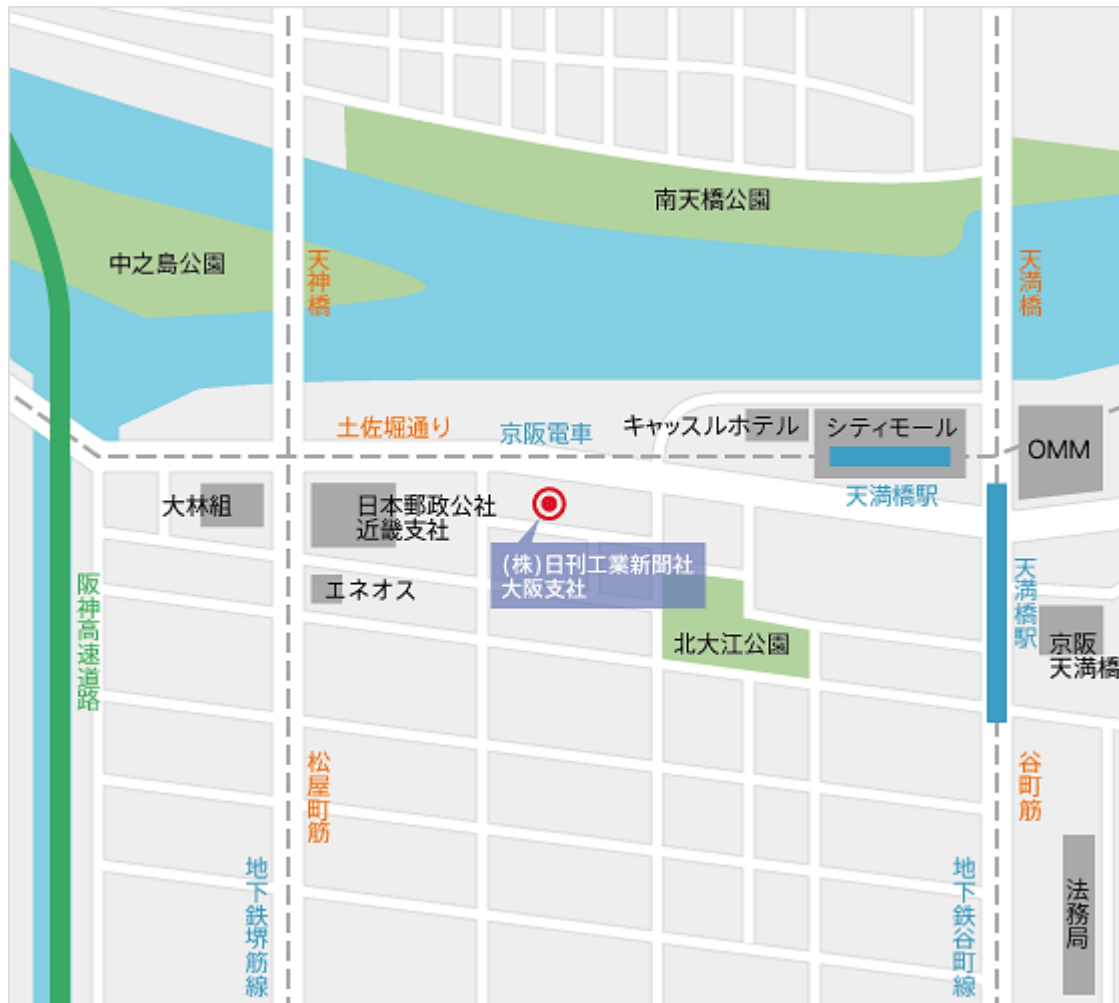 南天橋公園
中之島公園
天神橋
天満橋
土佐堀通り
京阪電車
キャッスルホテル
シティモール
OMM
大林組
日本郵政公社
近畿支社
天満橋駅
(株)日刊工業新聞社
大阪支社
エネオス
阪神高速道路
北大江公園
天満橋駅
京阪
天満橋
松屋町筋
谷町筋
地下鉄堺筋線
地下鉄谷町線
法務局